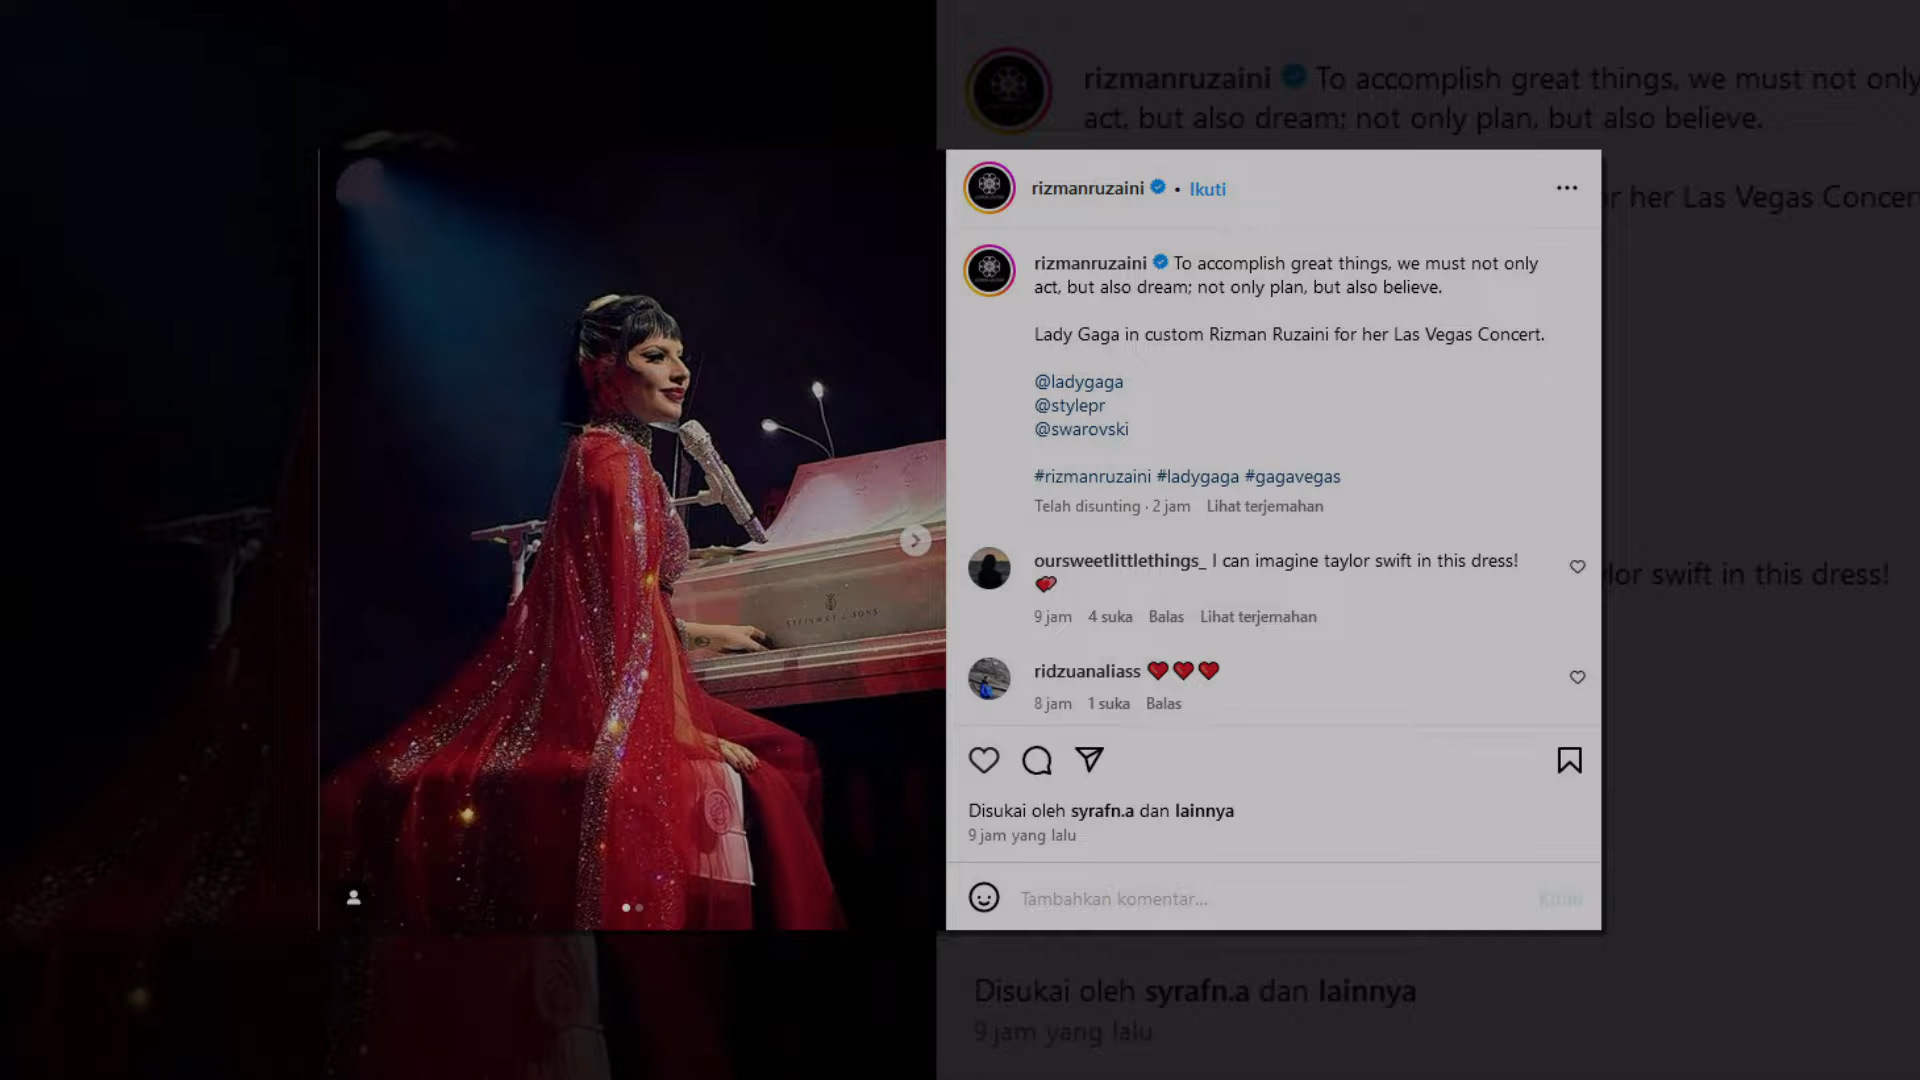 rizmanruzaini To accomplish great things, we must not only
act, but also dream; not only plan, but also believe.
r her Las Vegas Concert
lor swift in this dress!
Disukai oleh syrafn.a dan lainnya
9 jam yang lalu
STEINWAY & SONS
rizmanruzaini • Ikuti
rizmanruzaini To accomplish great things, we must not only
act, but also dream; not only plan, but also believe.
Lady Gaga in custom Rizman Ruzaini for her Las Vegas Concert.
@ladygaga
@stylepr
@swarovski
#rizmanruzaini #ladygaga #gagavegas
Telah disunting · 2 jam Lihat terjemahan
oursweetlittlethings_ I can imagine taylor swift in this dress!
9 jam 4 suka Balas Lihat terjemahan
ridzuanaliass
8 jam 1 suka Balas
Disukai oleh syrafn.a dan lainnya
9 jam yang lalu
Tambahkan komentar... Kirim